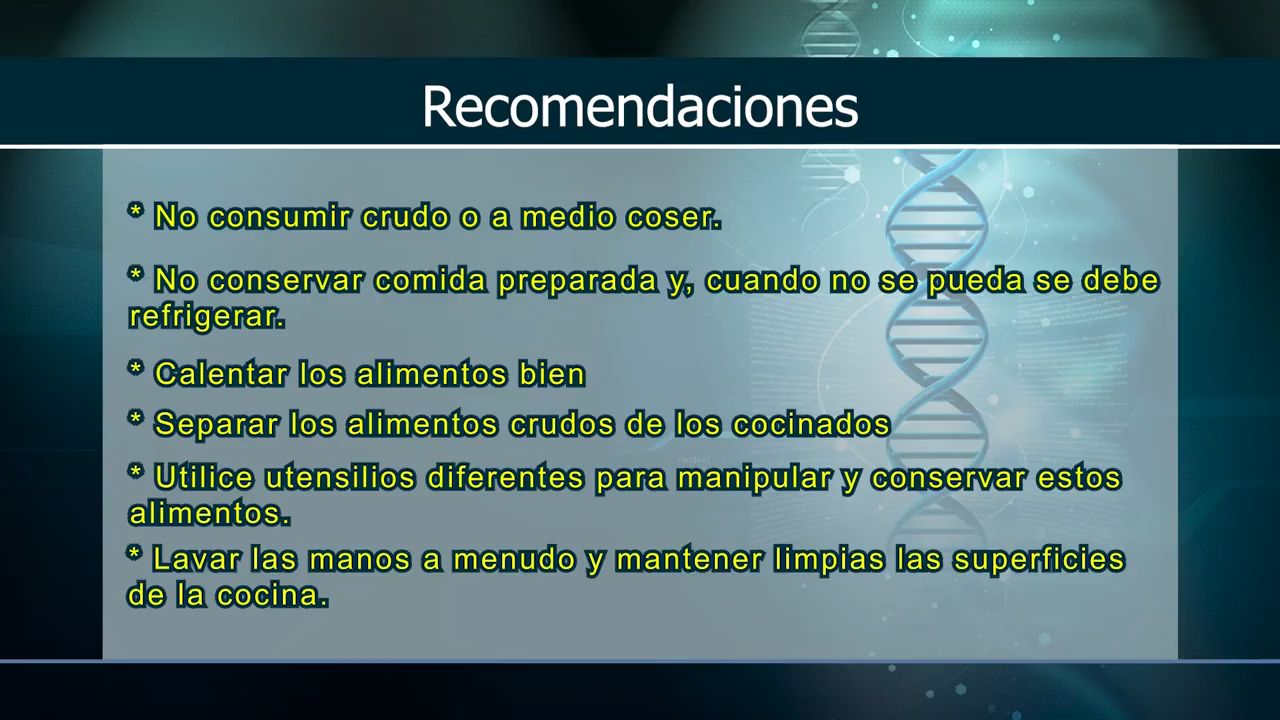 Recomendaciones
* No consumir crudo o a medio coser.
* No conservar comida preparada y, cuando no se pueda se debe
refrigerar.
* Calentar los alimentos bien
* Separar los alimentos crudos de los cocinados
* Utilice utensilios diferentes para manipular y conservar estos
alimentos.
* Lavar las manos a menudo y mantener limpias las superficies
de la cocina.